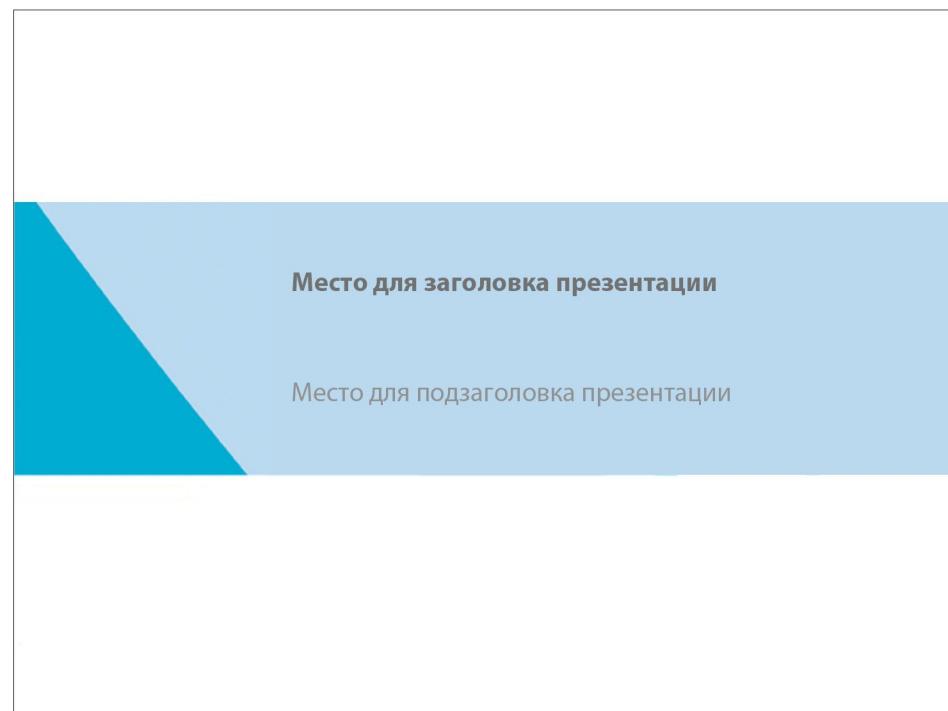 Место для заголовка презентации
Место для подзаголовка презентации